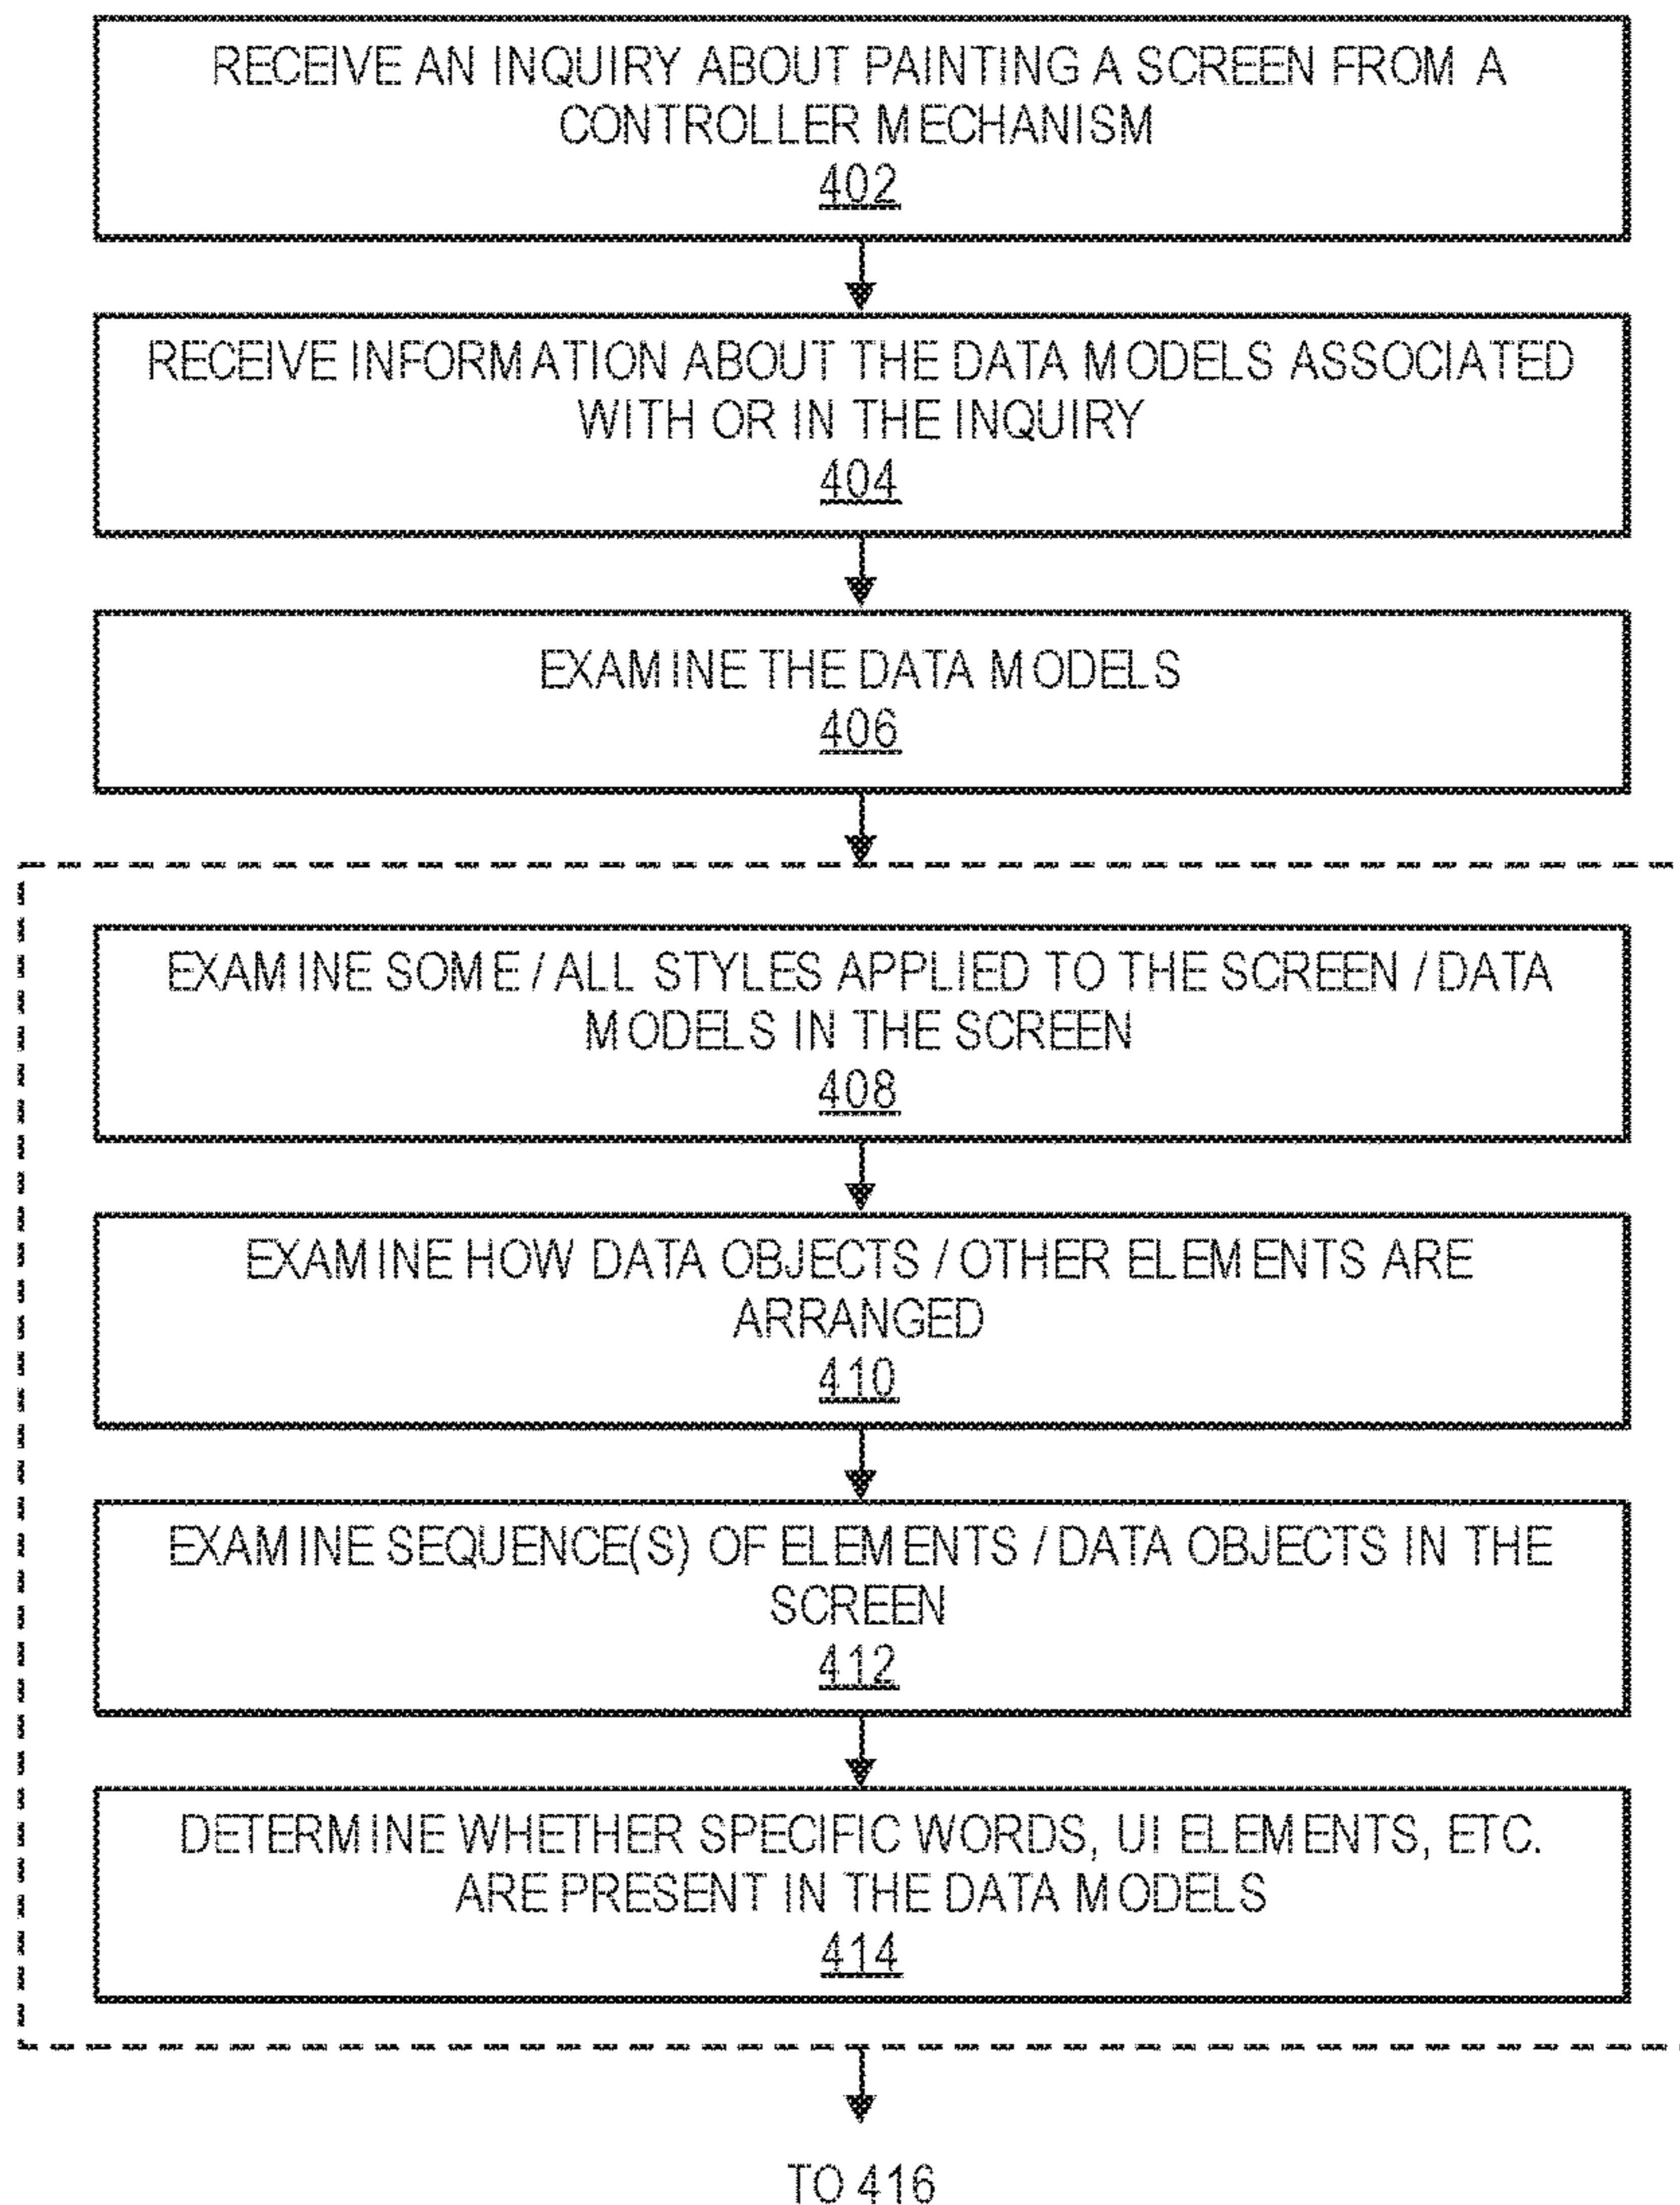 RECEIVE AN INQUIRY ABOUT PAINTING A SCREEN FROM A
CONTROLLER MECHANISM
402
RECEIVE INFORMATION ABOUT THE DATA MODELS ASSOCIATED
WITH OR IN THE INQUIRY
404
EXAMINE THE DATA MODELS
406
EXAMINE SOME / ALL STYLES APPLIED TO THE SCREEN / DATA
MODELS IN THE SCREEN
408
EXAMINE HOW DATA OBJECTS / OTHER ELEMENTS ARE
ARRANGED
410
EXAMINE SEQUENCE(S) OF ELEMENTS / DATA OBJECTS IN THE
SCREEN
412
DETERMINE WHETHER SPECIFIC WORDS, UI ELEMENTS, ETC.
ARE PRESENT IN THE DATA MODELS
414
TO 416